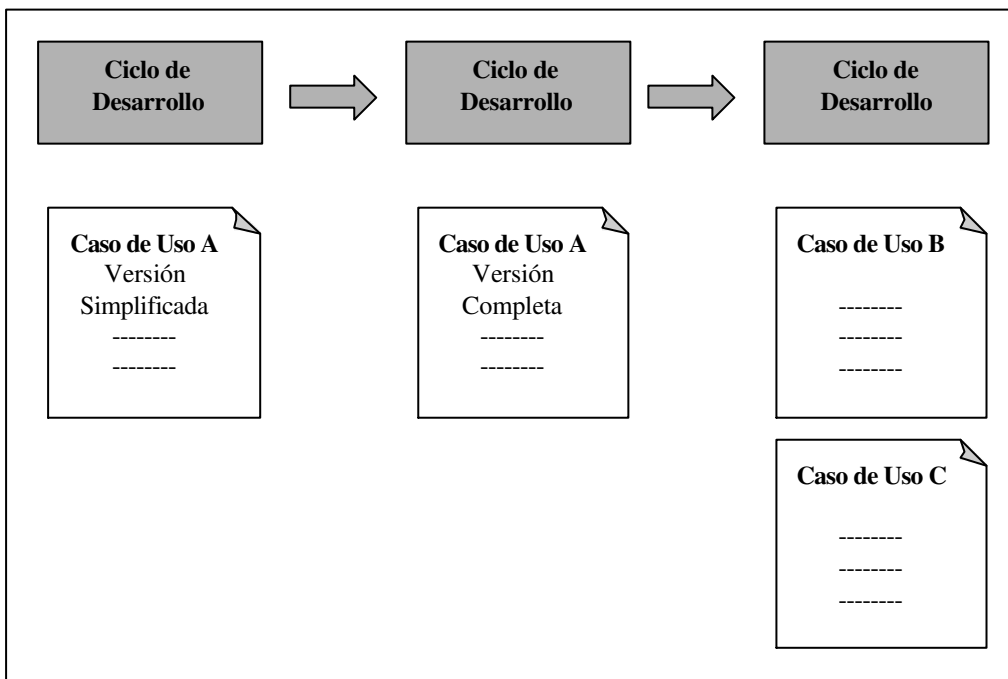 Ciclo de
Desarrollo
Ciclo de
Desarrollo
Ciclo de
Desarrollo
Caso de Uso A
Versión
Simplificada
--------
--------
Caso de Uso A
Versión
Completa
--------
--------
Caso de Uso B
--------
--------
--------
Caso de Uso C
--------
--------
--------